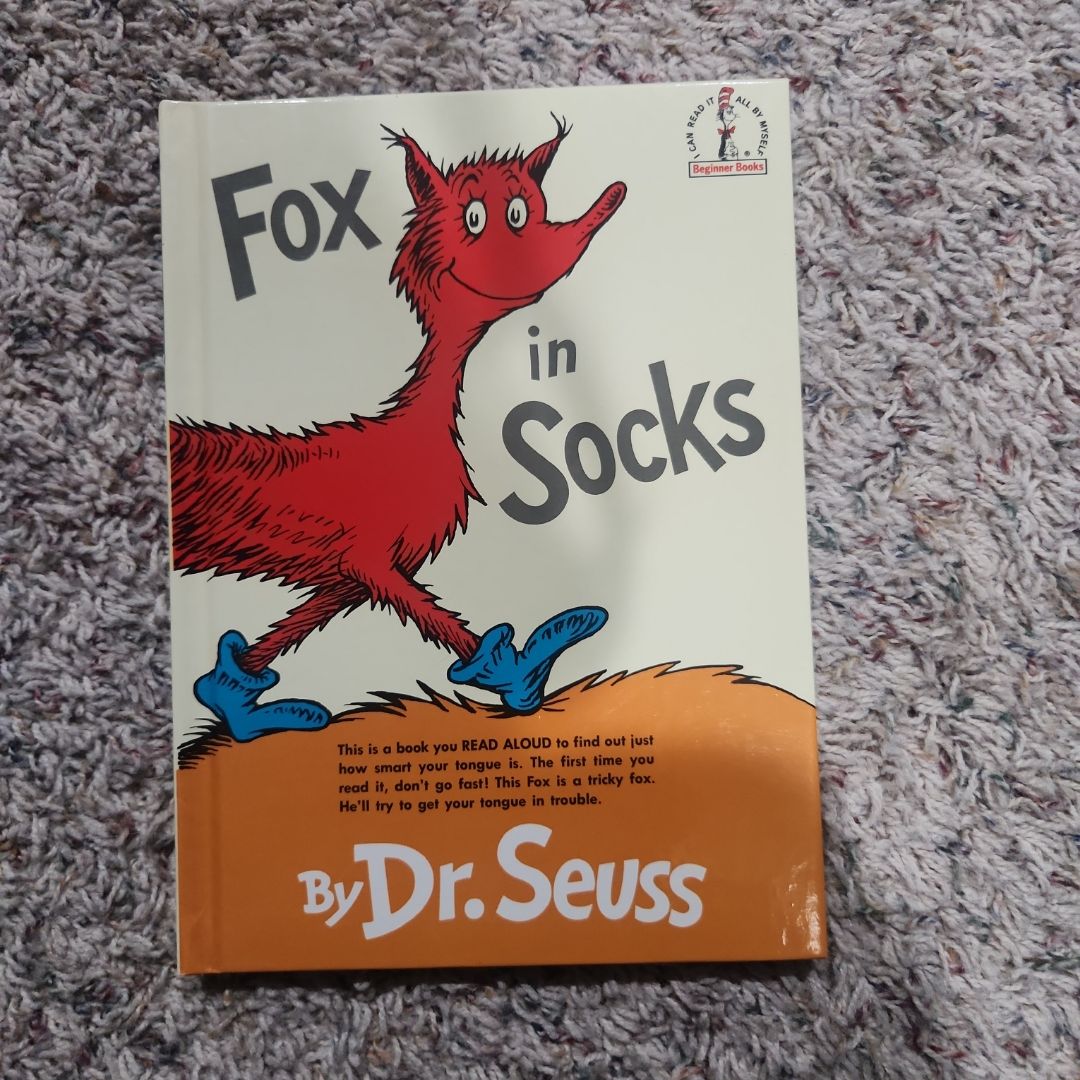 I CAN READ IT ALL BY MYSELF
Beginner Books
Fox
in
Socks
This is a book you READ ALOUD to find out just
how smart your tongue is. The first time you
read it, don't go fast! This Fox is a tricky fox.
He'll try to get your tongue in trouble.
By Dr. Seuss